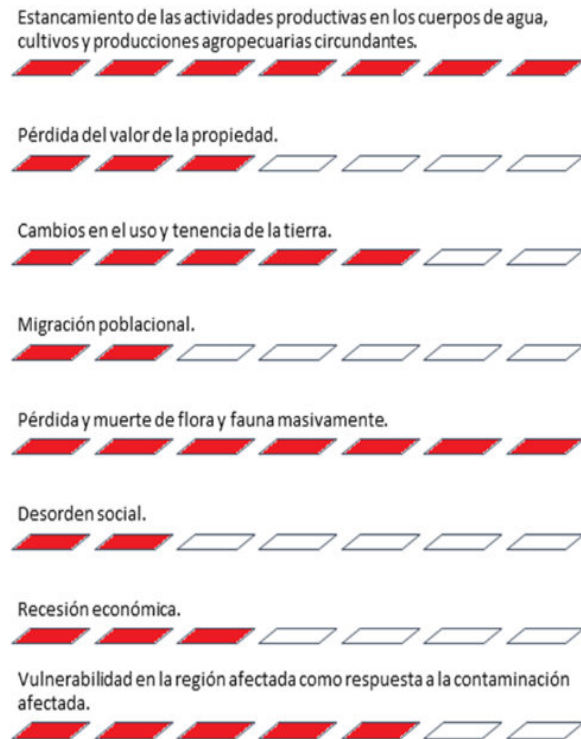 Estancamiento de las actividades productivas en los cuerpos de agua,
cultivos y producciones agropecuarias circundantes.
Pérdida del valor de la propiedad.
Cambios en el uso y tenencia de la tierra.
Migración poblacional.
Pérdida y muerte de flora y fauna masivamente.
Desorden social.
Recesión económica.
Vulnerabilidad en la región afectada como respuesta a la contaminación
afectada.